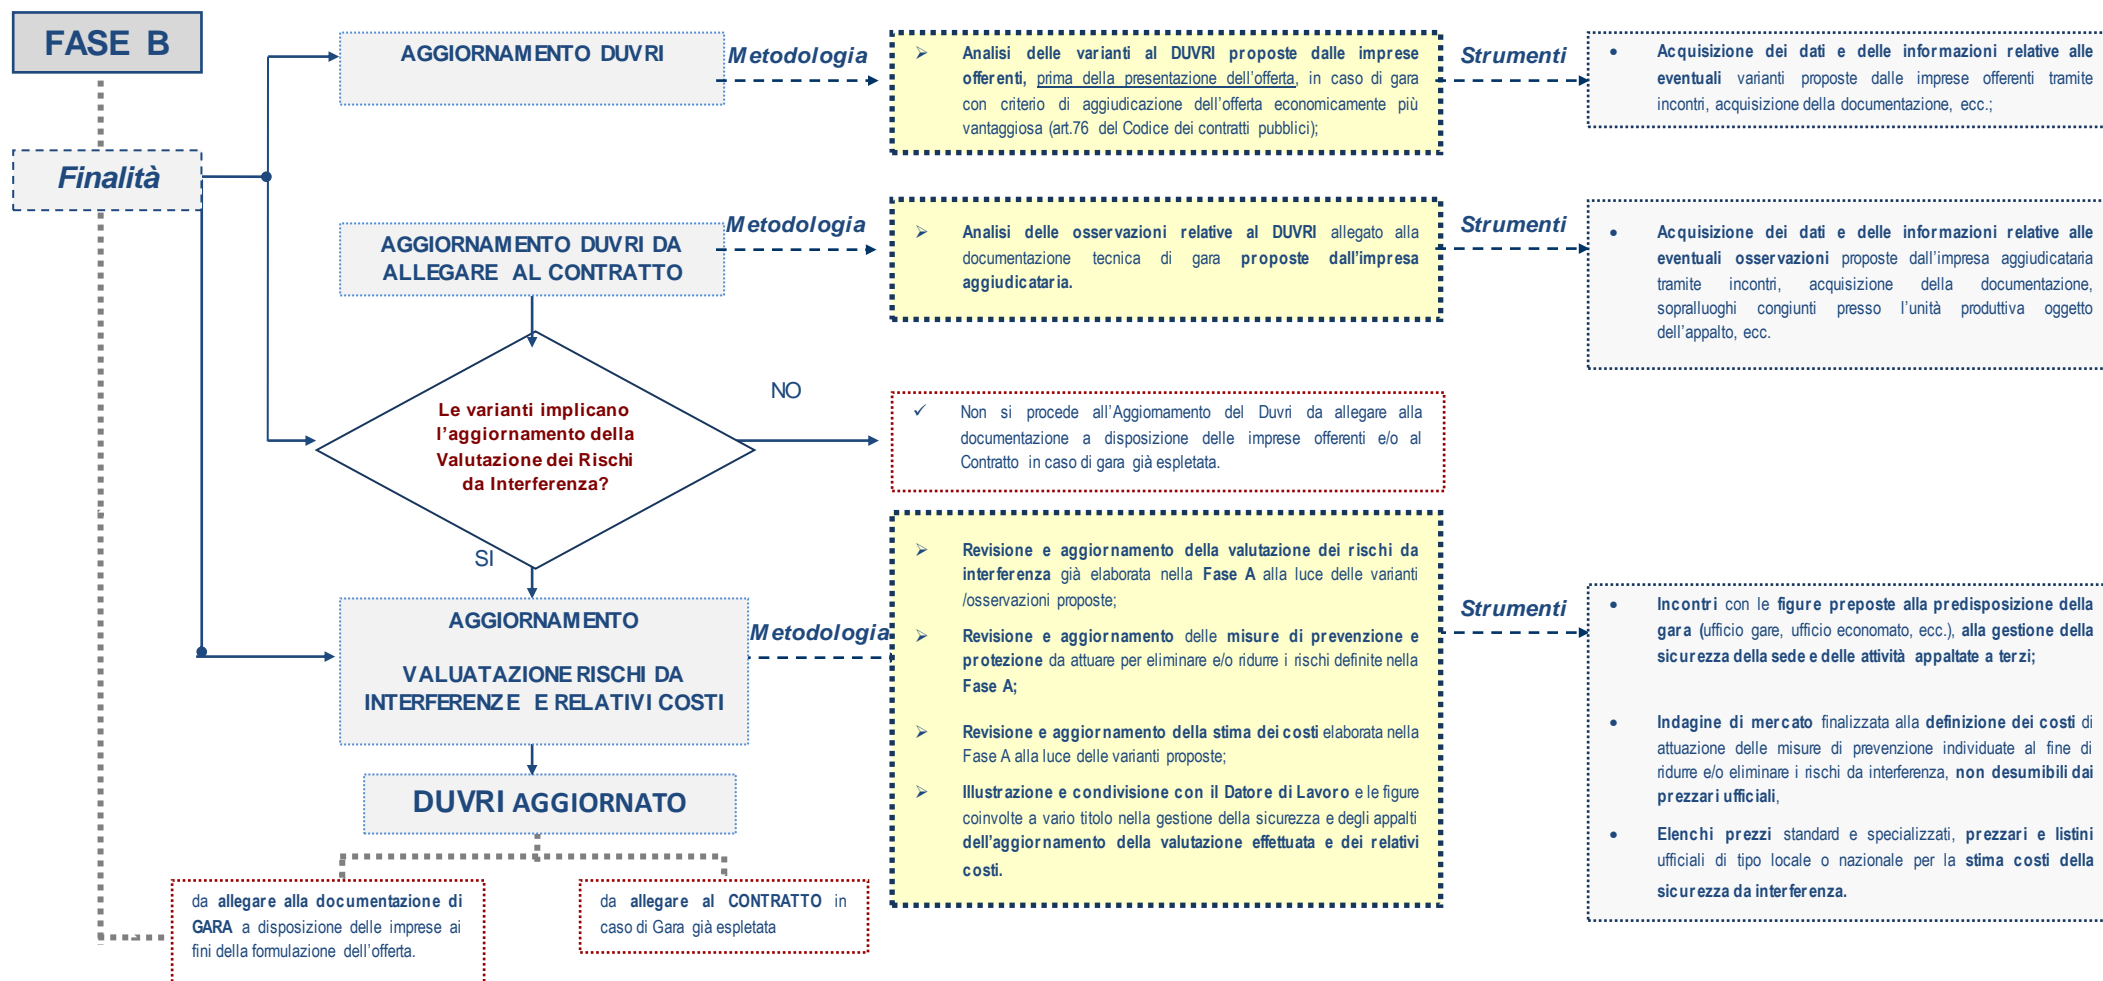 FASE B
Finalità
AGGIORNAMENTO DUVRI
Metodologia
➢ Analisi delle varianti al DUVRI proposte dalle imprese
offerenti, prima della presentazione dell'offerta, in caso di gara
con criterio di aggiudicazione dell'offerta economicamente più
vantaggiosa (art.76 del Codice dei contratti pubblici);
Strumenti
• Acquisizione dei dati e delle informazioni relative alle
eventuali varianti proposte dalle imprese offerenti tramite
incontri, acquisizione della documentazione, ecc.;
AGGIORNAMENTO DUVRI DA
ALLEGARE AL CONTRATTO
Metodologia
➢ Analisi delle osservazioni relative al DUVRI allegato alla
documentazione tecnica di gara proposte dall'impresa
aggiudicataria.
Strumenti
• Acquisizione dei dati e delle informazioni relative alle
eventuali osservazioni proposte dall'impresa aggiudicataria
tramite incontri, acquisizione della documentazione,
sopralluoghi congiunti presso l'unità produttiva oggetto
dell'appalto, ecc.
Le varianti implicano
l'aggiornamento della
Valutazione dei Rischi
da Interferenza?
NO
✓ Non si procede all'Aggiornamento del Duvri da allegare alla
documentazione a disposizione delle imprese offerenti e/o al
Contratto in caso di gara già espletata.
SI
AGGIORNAMENTO
VALUATAZIONE RISCHI DA
INTERFERENZE E RELATIVI COSTI
Metodologia
➢ Revisione e aggiornamento della valutazione dei rischi da
interferenza già elaborata nella Fase A alla luce delle varianti
/osservazioni proposte;
➢ Revisione e aggiornamento delle misure di prevenzione e
protezione da attuare per eliminare e/o ridurre i rischi definite nella
Fase A;
➢ Revisione e aggiornamento della stima dei costi elaborata nella
Fase A alla luce delle varianti proposte;
➢ Illustrazione e condivisione con il Datore di Lavoro e le figure
coinvolte a vario titolo nella gestione della sicurezza e degli appalti
dell'aggiornamento della valutazione effettuata e dei relativi
costi.
Strumenti
• Incontri con le figure preposte alla predisposizione della
gara (ufficio gare, ufficio economato, ecc.), alla gestione della
sicurezza della sede e delle attività appaltate a terzi;
• Indagine di mercato finalizzata alla definizione dei costi di
attuazione delle misure di prevenzione individuate al fine di
ridurre e/o eliminare i rischi da interferenza, non desumibili dai
prezzari ufficiali,
• Elenchi prezzi standard e specializzati, prezzari e listini
ufficiali di tipo locale o nazionale per la stima costi della
sicurezza da interferenza.
DUVRI AGGIORNATO
da allegare alla documentazione di
GARA a disposizione delle imprese ai
fini della formulazione dell'offerta.
da allegare al CONTRATTO in
caso di Gara già espletata